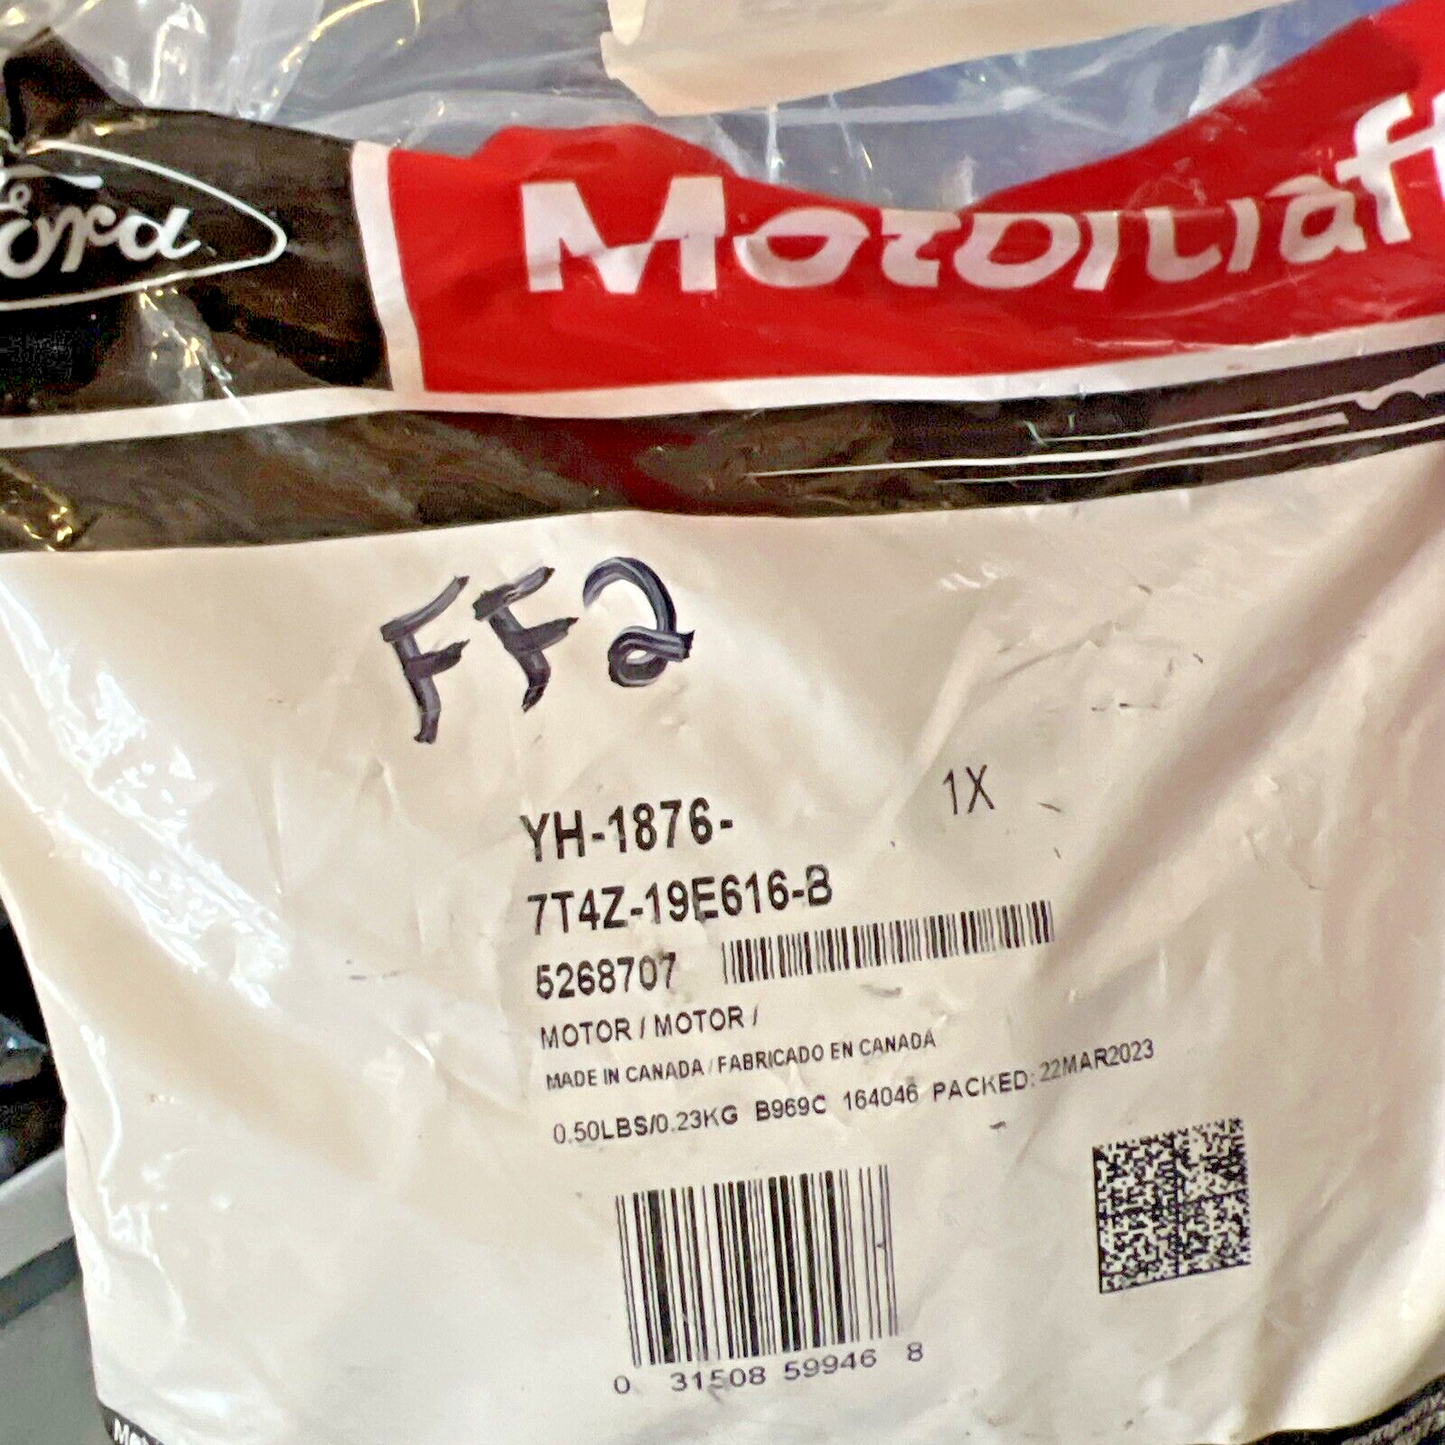 Ford Motorcraft
FF2
YH-1876- 1X
7T4Z-19E616-B
5268707
MOTOR / MOTOR /
MADE IN CANADA / FABRICADO EN CANADA
0.50LBS/0.23KG B969C 164046 PACKED: 22MAR2023
0 31508 59946 8